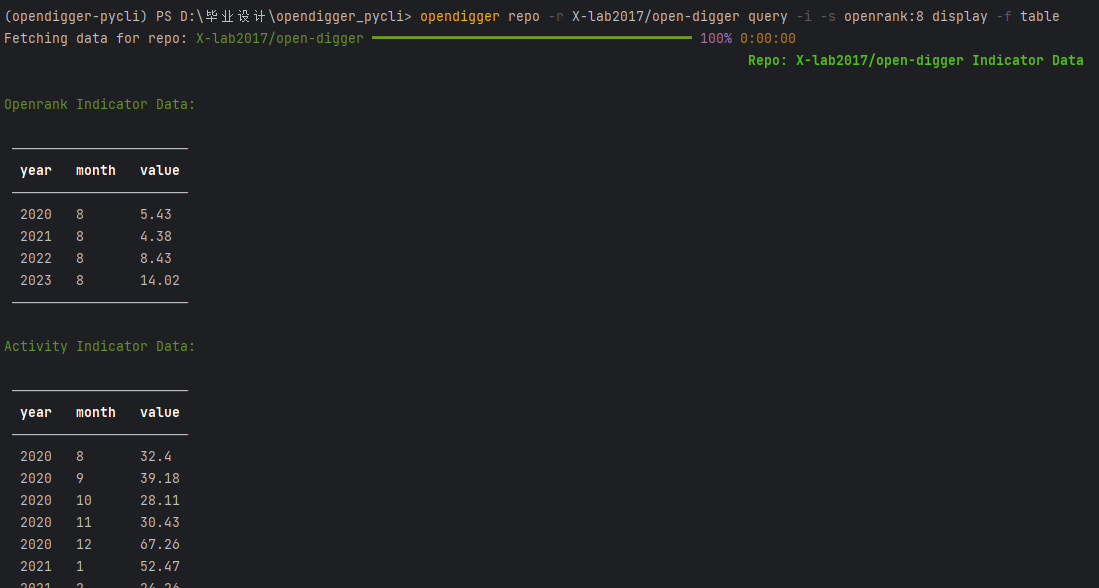 (opendigger-pycli) PS D:\毕业设计\opendigger_pycli> opendigger repo -r X-lab2017/open-digger query -i -s openrank:8 display -f table
Fetching data for repo: X-lab2017/open-digger 100% 0:00:00
Repo: X-lab2017/open-digger Indicator Data
Openrank Indicator Data:
year month value
2020 8 5.43
2021 8 4.38
2022 8 8.43
2023 8 14.02
Activity Indicator Data:
year month value
2020 8 32.4
2020 9 39.18
2020 10 28.11
2020 11 30.43
2020 12 67.26
2021 1 52.47
2021 2